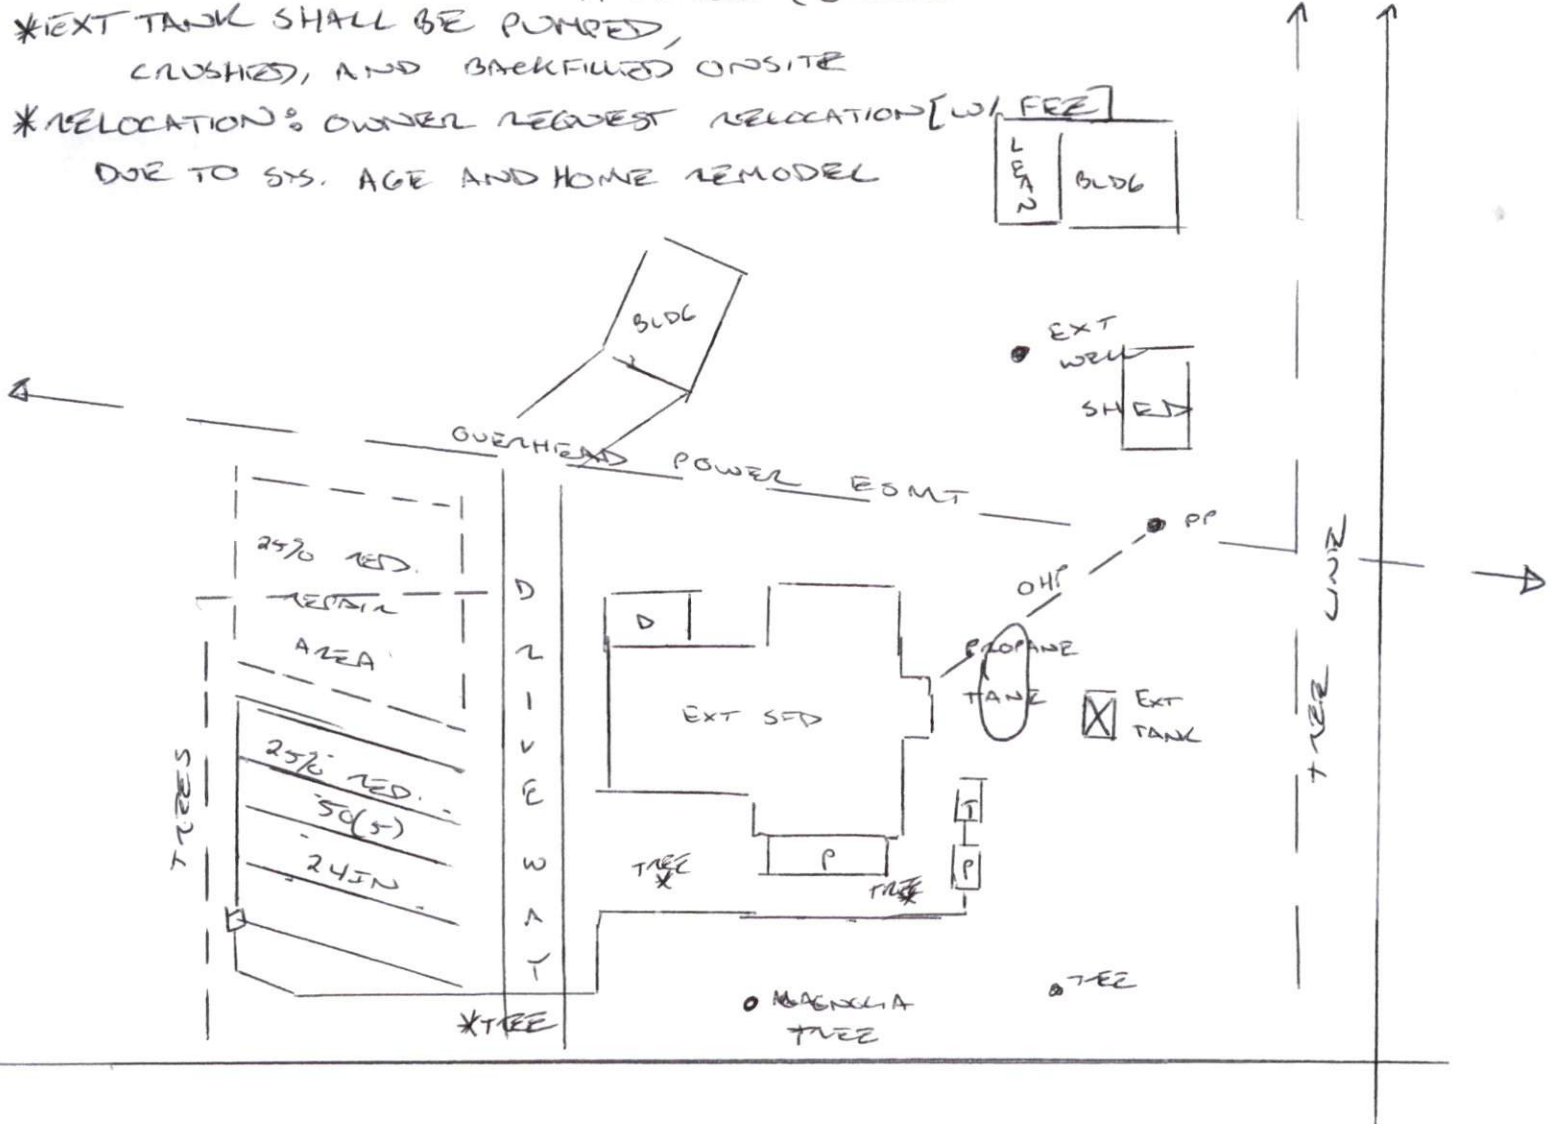 *EXT TANK SHALL BE PUMPED,
CRUSHED, AND BACKFILLED ONSITE
*RELOCATION: OWNER REQUEST RELOCATION [W/ FEE]
DUE TO SYS. AGE AND HOME REMODEL
LEAN
BLDG
BLDG
EXT
WELL
SHED
OVERHEAD POWER ESMT
PP
OHP
25% RED.
REPAIR
AREA
D
PROPANE
TANK
EXT
TANK
EXT SFD
DRIVEWAY
TREE LINE
TREES
25% RED.
50(5)
24IN
T
P
P
TREE
*
TREE
*
*TREE
MAGNOLIA
TREE
TREE